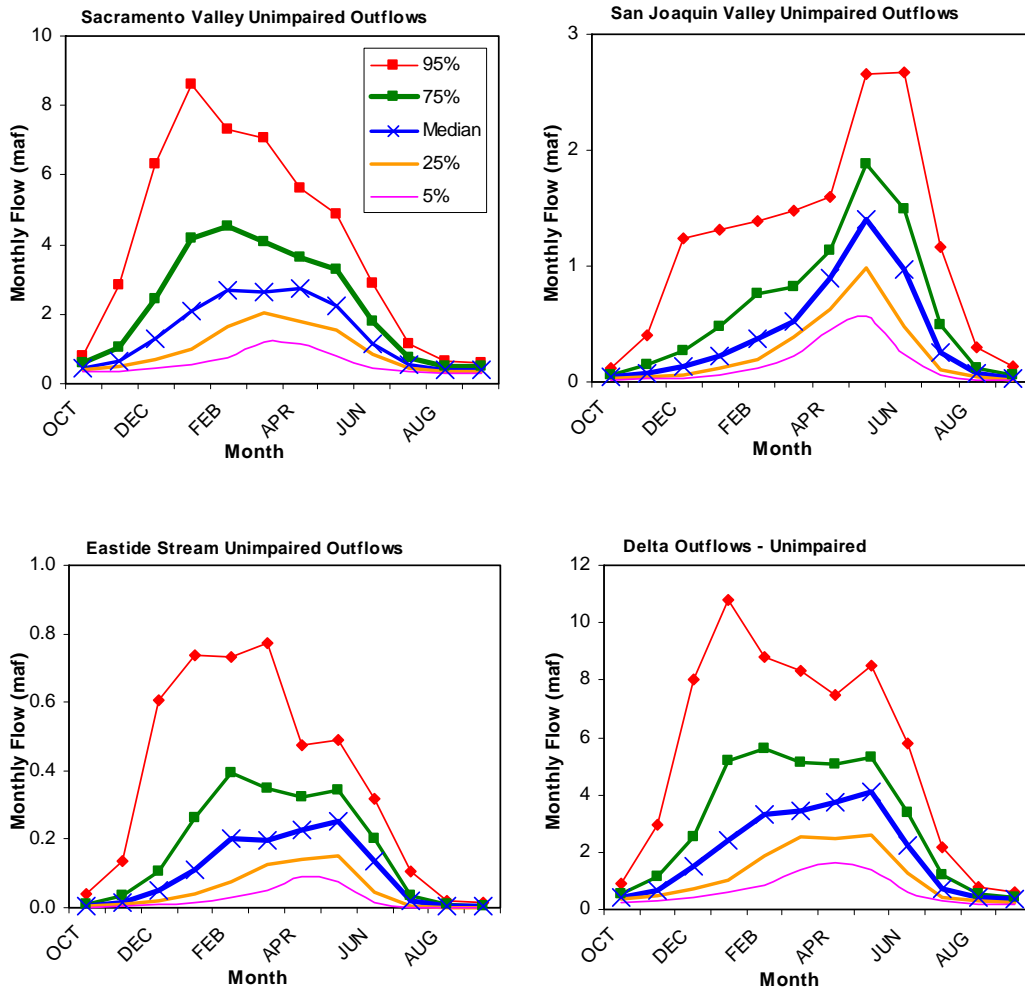 Sacramento Valley Unimpaired Outflows
10
8
6
4
2
0
Monthly Flow (maf)
95%
75%
Median
25%
5%
OCT
DEC
FEB
APR
JUN
AUG
Month
San Joaquin Valley Unimpaired Outflows
3
2
1
0
Monthly Flow (maf)
OCT
DEC
FEB
APR
JUN
AUG
Month
Eastide Stream Unimpaired Outflows
1.0
0.8
0.6
0.4
0.2
0.0
Monthly Flow (maf)
OCT
DEC
FEB
APR
JUN
AUG
Month
Delta Outflows - Unimpaired
12
10
8
6
4
2
0
Monthly Flow (maf)
OCT
DEC
FEB
APR
JUN
AUG
Month